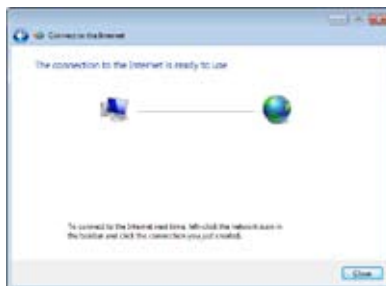 Connect to the Internet
The connection to the Internet is ready to use
To connect to the Internet next time, left-click the network icon in
the taskbar and click the connection you just created.
Close